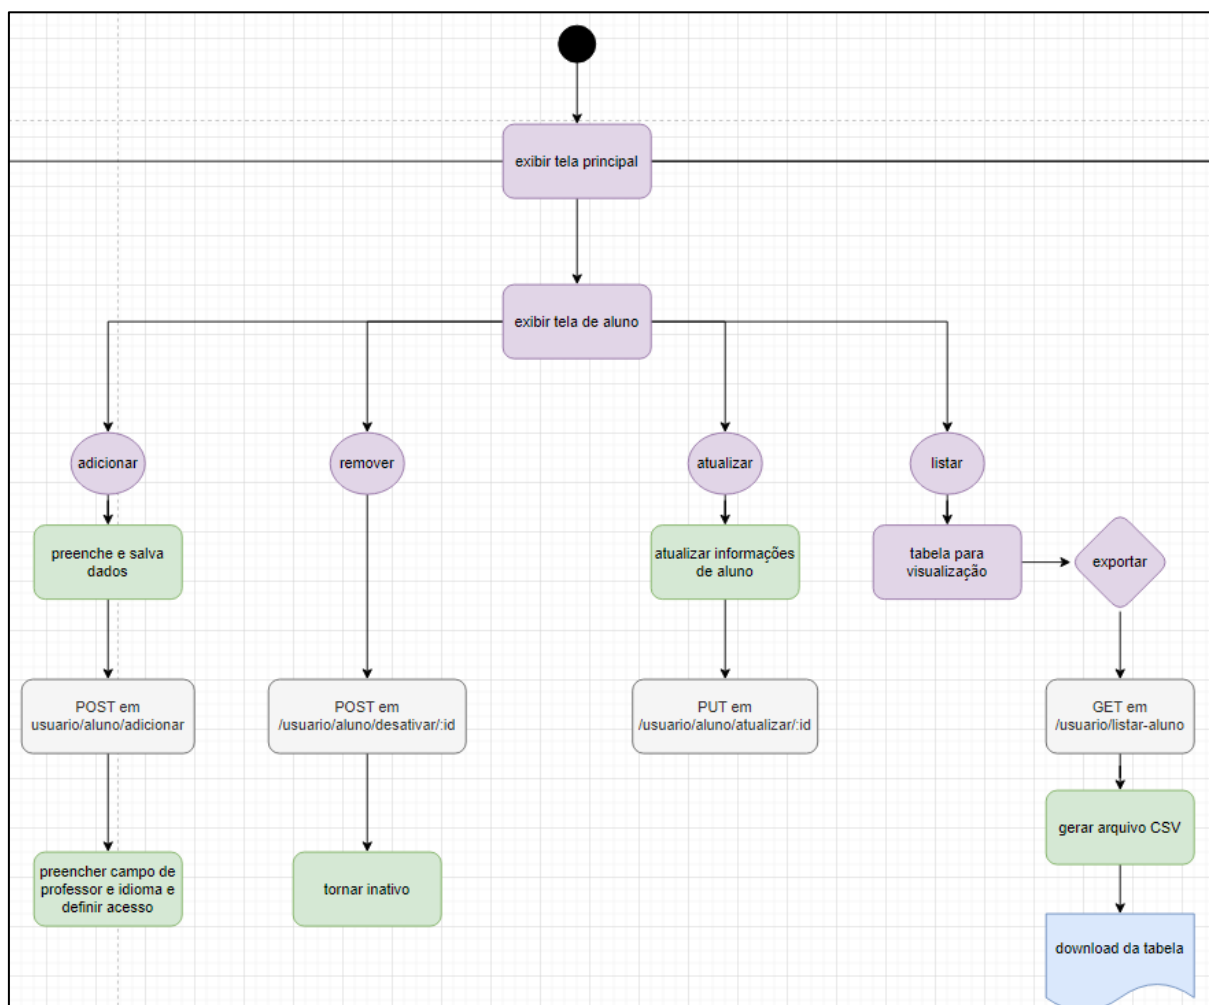 exibir tela principal
exibir tela de aluno
adicionar
remover
atualizar
listar
preenche e salva
dados
atualizar informações
de aluno
tabela para
visualização
exportar
POST em
usuario/aluno/adicionar
POST em
/usuario/aluno/desativar/:id
PUT em
/usuario/aluno/atualizar/:id
GET em
/usuario/listar-aluno
gerar arquivo CSV
preencher campo de
professor e idioma e
definir acesso
tornar inativo
download da tabela